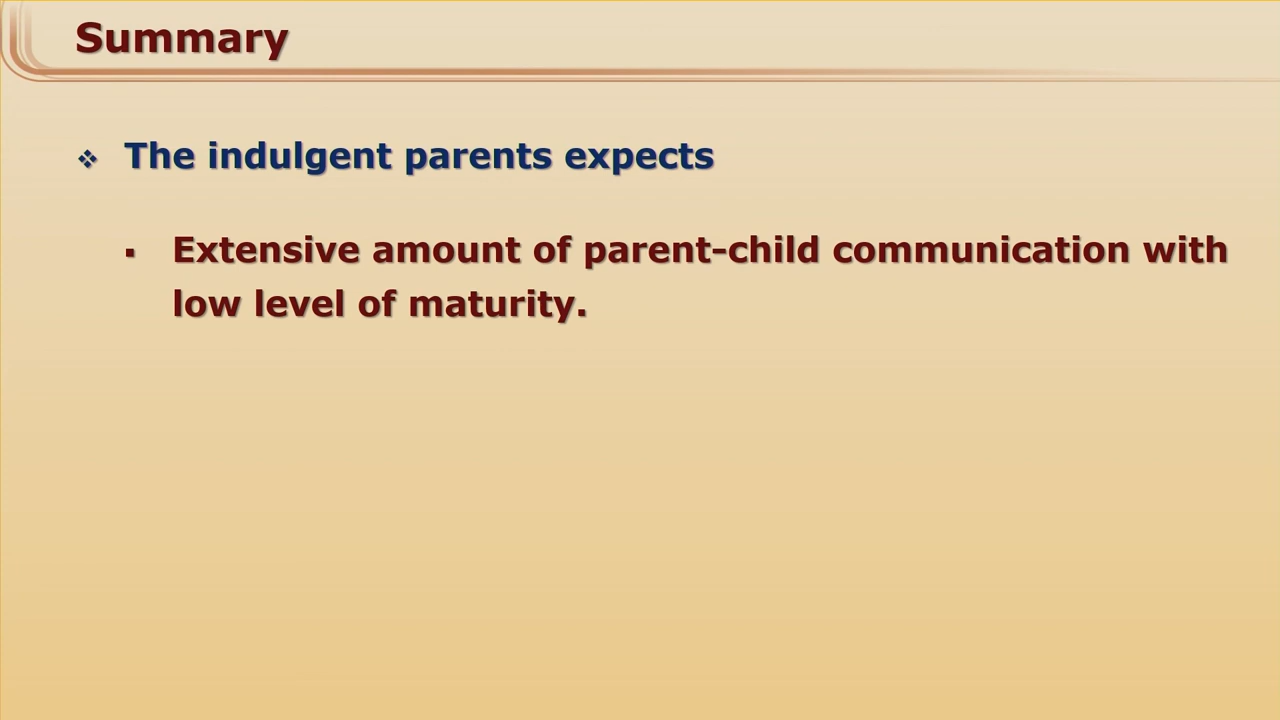 Summary
❖ The indulgent parents expects
▪ Extensive amount of parent-child communication with
low level of maturity.